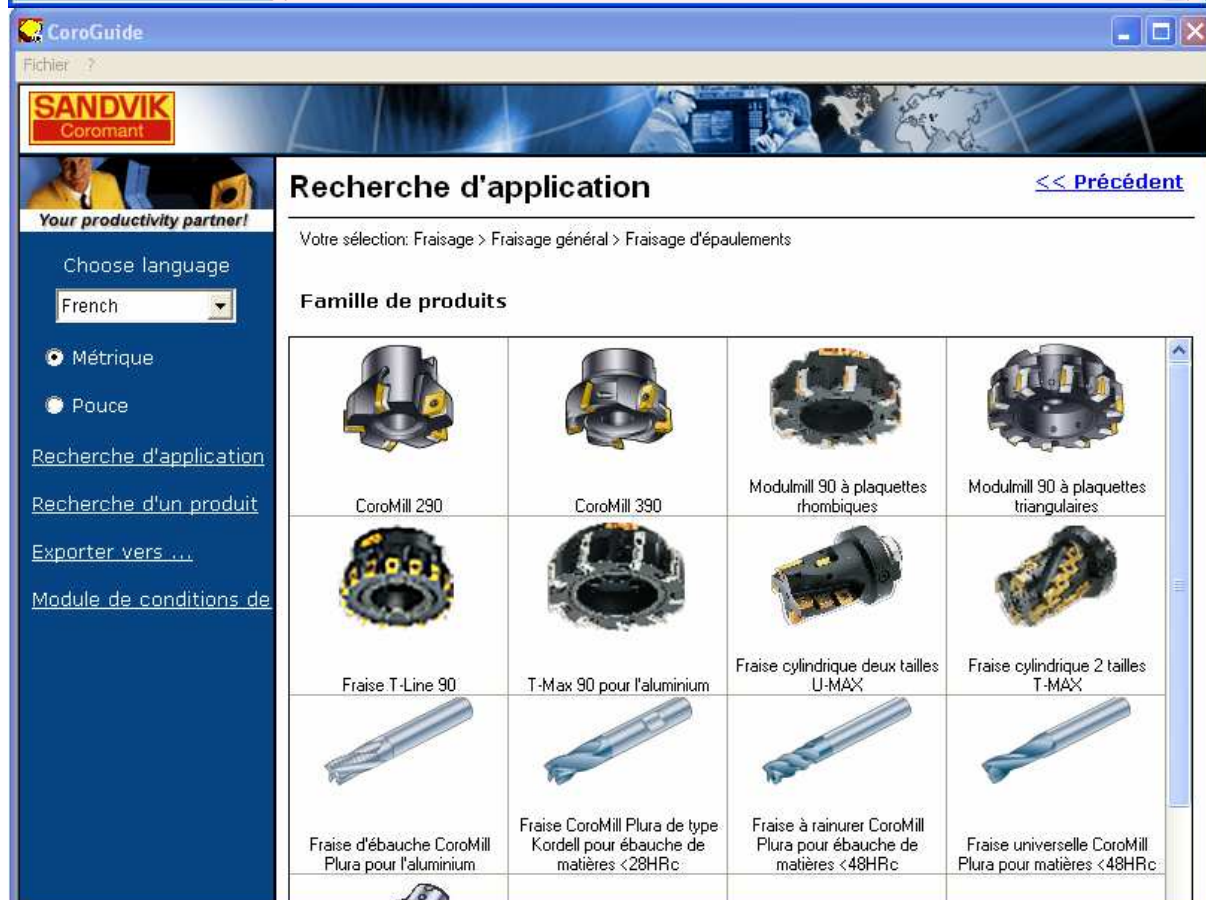 CoroGuide
Fichier ?
SANDVIK
Coromant
Your productivity partner!
Choose language
French
Métrique
Pouce
Recherche d'application
Recherche d'un produit
Exporter vers ...
Module de conditions de
Recherche d'application
<< Précédent
Votre sélection: Fraisage > Fraisage général > Fraisage d'épaulements
Famille de produits
CoroMill 290
CoroMill 390
Modulmill 90 à plaquettes
rhombiques
Modulmill 90 à plaquettes
triangulaires
Fraise T-Line 90
T-Max 90 pour l'aluminium
Fraise cylindrique deux tailles
U-MAX
Fraise cylindrique 2 tailles
T-MAX
Fraise d'ébauche CoroMill
Plura pour l'aluminium
Fraise CoroMill Plura de type
Kordell pour ébauche de
matières <28HRc
Fraise à rainurer CoroMill
Plura pour ébauche de
matières <48HRc
Fraise universelle CoroMill
Plura pour matières <48HRc